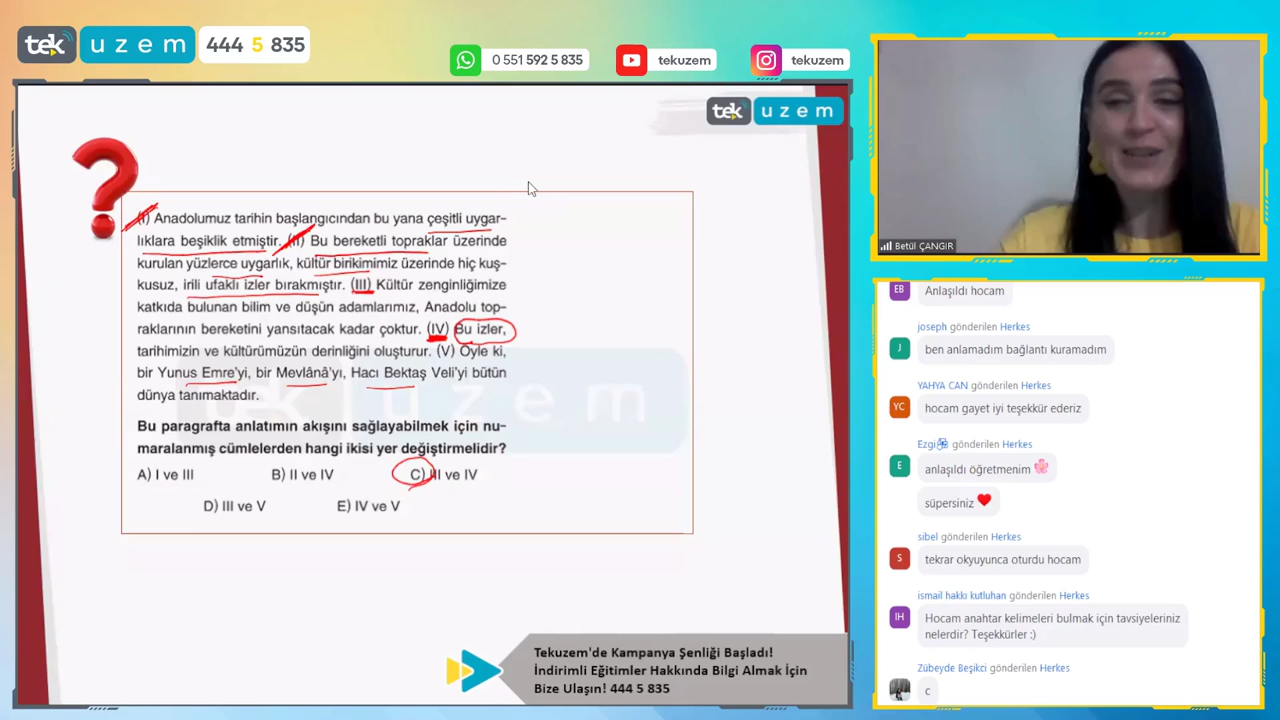 tek uzem 444 5 835
0 551 592 5 835
tekuzem
tekuzem
tek uzem
(I) Anadolumuz tarihin başlangıcından bu yana çeşitli uygar-
lıklara beşiklik etmiştir. (II) Bu bereketli topraklar üzerinde
kurulan yüzlerce uygarlık, kültür birikimimiz üzerinde hiç kuş-
kusuz, irili ufaklı izler bırakmıştır. (III) Kültür zenginliğimize
katkıda bulunan bilim ve düşün adamlarımız, Anadolu top-
raklarının bereketini yansıtacak kadar çoktur. (IV) Bu izler,
tarihimizin ve kültürümüzün derinliğini oluşturur. (V) Öyle ki,
bir Yunus Emre'yi, bir Mevlânâ'yı, Hacı Bektaş Veli'yi bütün
dünya tanımaktadır.
Bu paragrafta anlatımın akışını sağlayabilmek için nu-
maralanmış cümlelerden hangi ikisi yer değiştirmelidir?
A) I ve III B) II ve IV C) III ve IV
D) III ve V E) IV ve V
tek uzem
Tekuzem'de Kampanya Şenliği Başladı!
İndirimli Eğitimler Hakkında Bilgi Almak İçin
Bize Ulaşın! 444 5 835
Betül ÇANGIR
EB
Anlaşıldı hocam
joseph gönderilen Herkes
J
ben anlamadım bağlantı kuramadım
YAHYA CAN gönderilen Herkes
YC
hocam gayet iyi teşekkür ederiz
Ezgi gönderilen Herkes
E
anlaşıldı öğretmenim
süpersiniz
sibel gönderilen Herkes
S
tekrar okyuyunca oturdu hocam
ismail hakkı kutluhan gönderilen Herkes
IH
Hocam anahtar kelimeleri bulmak için tavsiyeleriniz
nelerdir? Teşekkürler :)
Zübeyde Beşikci gönderilen Herkes
c